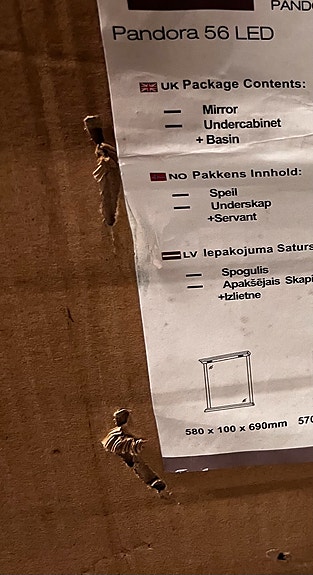 PANDO
Pandora 56 LED
UK Package Contents:
— Mirror
— Undercabinet
+ Basin
NO Pakkens Innhold:
— Speil
— Underskap
+Servant
LV Iepakojuma Saturs
— Spogulis
— Apakšējais Skapi
+Izlietne
580 x 100 x 690mm 570